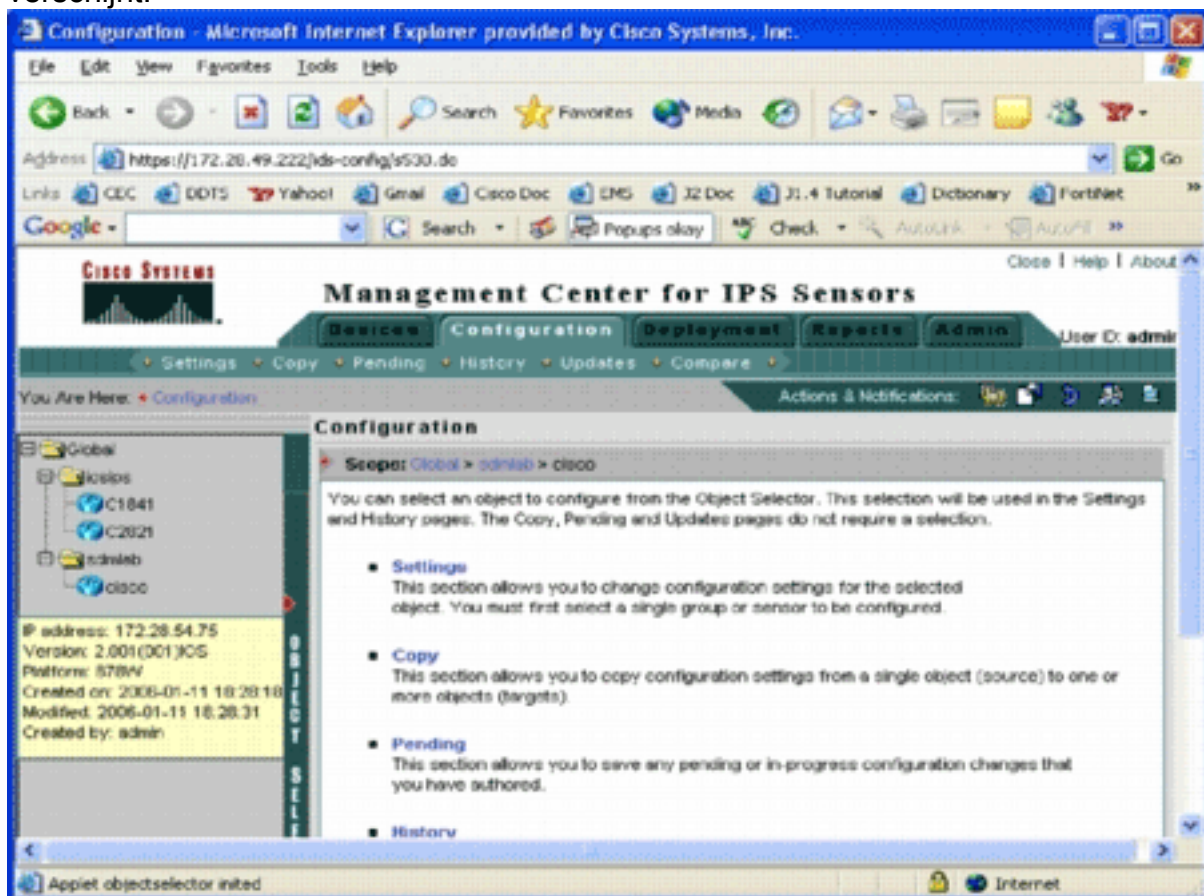 verschijnt.
Configuration - Microsoft Internet Explorer provided by Cisco Systems, Inc.
File Edit View Favorites Tools Help
Back Search Favorites Media
Address https://172.28.49.222/ids-config/s530.do Go
Links CEC DDTS Yahoo! Gmail Cisco Doc EMS J2 Doc J1.4 Tutorial Dictionary FortiNet
Google Search Popups okay ABC Check AutoLink AutoFill
Close | Help | About
CISCO SYSTEMS
Management Center for IPS Sensors
Devices Configuration Deployment Reports Admin
User ID: admin
Settings Copy Pending History Updates Compare
You Are Here: Configuration
Actions & Notifications:
Configuration
Global
iosips
C1841
C2821
sdmlab
cisco
IP address: 172.28.54.75
Version: 2.001(001)IOS
Platform: 878W
Created on: 2006-01-11 18:28:18
Modified: 2006-01-11 18:28:31
Created by: admin
OBJECT SELE
Scope: Global > sdmlab > cisco
You can select an object to configure from the Object Selector. This selection will be used in the Settings
and History pages. The Copy, Pending and Updates pages do not require a selection.
Settings
This section allows you to change configuration settings for the selected
object. You must first select a single group or sensor to be configured.
Copy
This section allows you to copy configuration settings from a single object (source) to one or
more objects (targets).
Pending
This section allows you to save any pending or in-progress configuration changes that
you have authored.
History
Applet objectselector inited
Internet